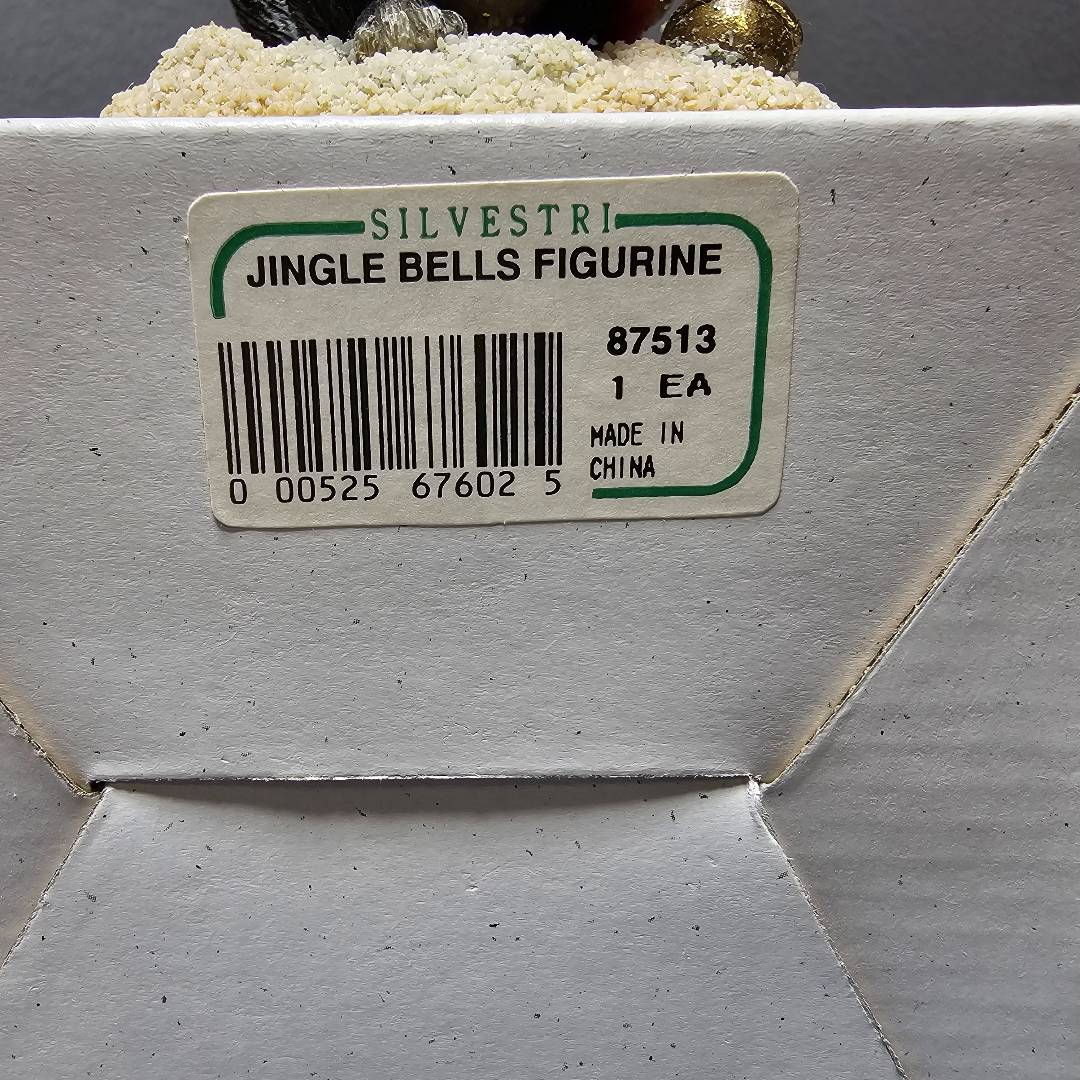 SILVESTRI
JINGLE BELLS FIGURINE
87513
1 EA
MADE IN
CHINA
0 00525 67602 5